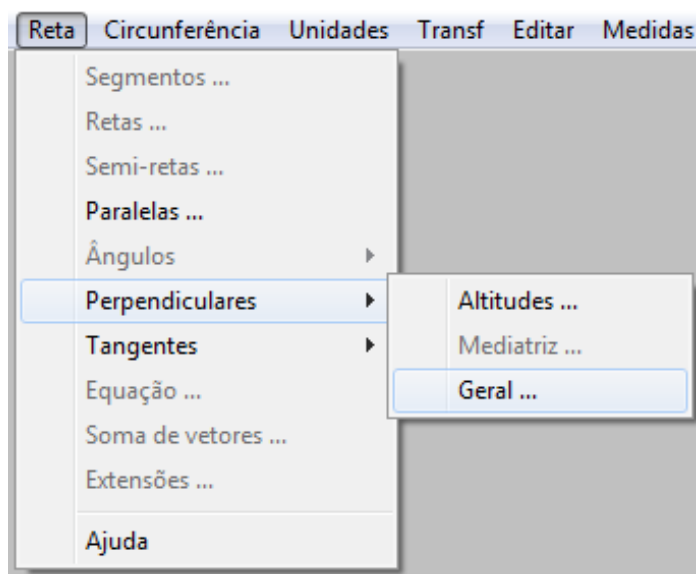 Reta Circunferência Unidades Transf Editar Medidas
Segmentos ...
Retas ...
Semi-retas ...
Paralelas ...
Ângulos
Perpendiculares
Altitudes ...
Tangentes
Mediatriz ...
Equação ...
Geral ...
Soma de vetores ...
Extensões ...
Ajuda